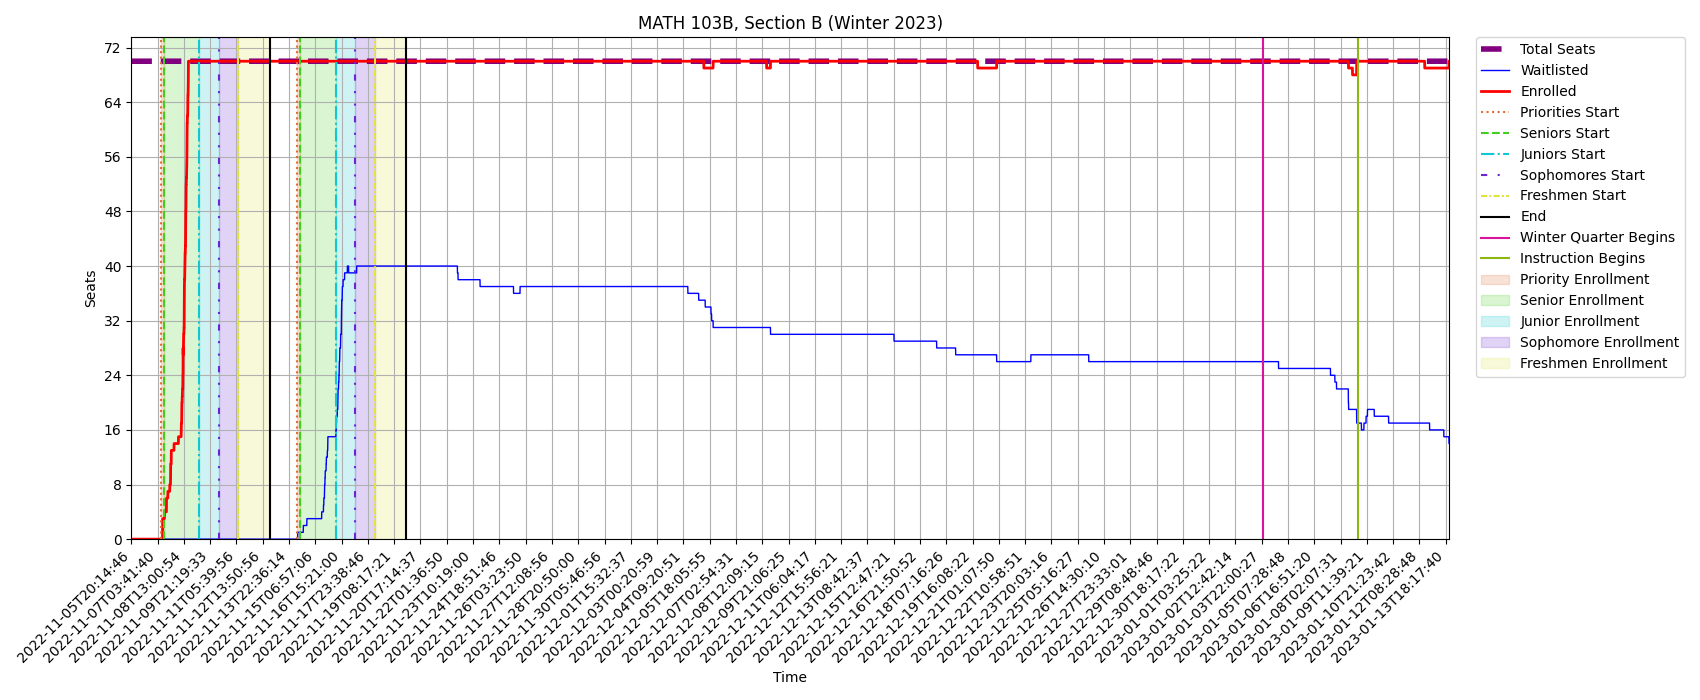 MATH 103B, Section B (Winter 2023)
72
64
56
48
40
32
24
16
8
0
Seats
2022-11-05T20:14:46
2022-11-07T03:41:40
2022-11-08T13:00:54
2022-11-09T21:19:33
2022-11-11T05:39:56
2022-11-12T13:50:56
2022-11-13T22:36:14
2022-11-15T06:57:06
2022-11-16T15:21:00
2022-11-17T23:38:46
2022-11-19T08:17:21
2022-11-20T17:14:37
2022-11-22T01:36:50
2022-11-23T10:19:00
2022-11-24T18:51:46
2022-11-26T03:23:50
2022-11-27T12:08:56
2022-11-28T20:50:00
2022-11-30T05:46:56
2022-12-01T15:32:37
2022-12-03T00:20:59
2022-12-04T09:20:51
2022-12-05T18:05:55
2022-12-07T02:54:31
2022-12-08T12:09:15
2022-12-09T21:06:25
2022-12-11T06:04:17
2022-12-12T15:56:21
2022-12-15T12:47:21
2022-12-16T21:50:52
2022-12-18T07:16:28
2022-12-19T16:08:22
2022-12-21T01:07:50
2022-12-22T10:58:51
2022-12-23T20:03:16
2022-12-25T05:16:27
2022-12-26T14:30:10
2022-12-27T23:33:01
2022-12-29T08:48:46
2022-12-30T18:17:22
2023-01-01T03:25:22
2023-01-02T12:42:14
2023-01-03T22:00:27
2023-01-05T07:28:48
2023-01-06T16:51:20
2023-01-08T02:07:31
2023-01-09T11:39:21
2023-01-10T21:23:42
2023-01-12T08:28:48
2023-01-13T18:17:40
Time
Total Seats
Waitlisted
Enrolled
Priorities Start
Seniors Start
Juniors Start
Sophomores Start
Freshmen Start
End
Winter Quarter Begins
Instruction Begins
Priority Enrollment
Senior Enrollment
Junior Enrollment
Sophomore Enrollment
Freshmen Enrollment